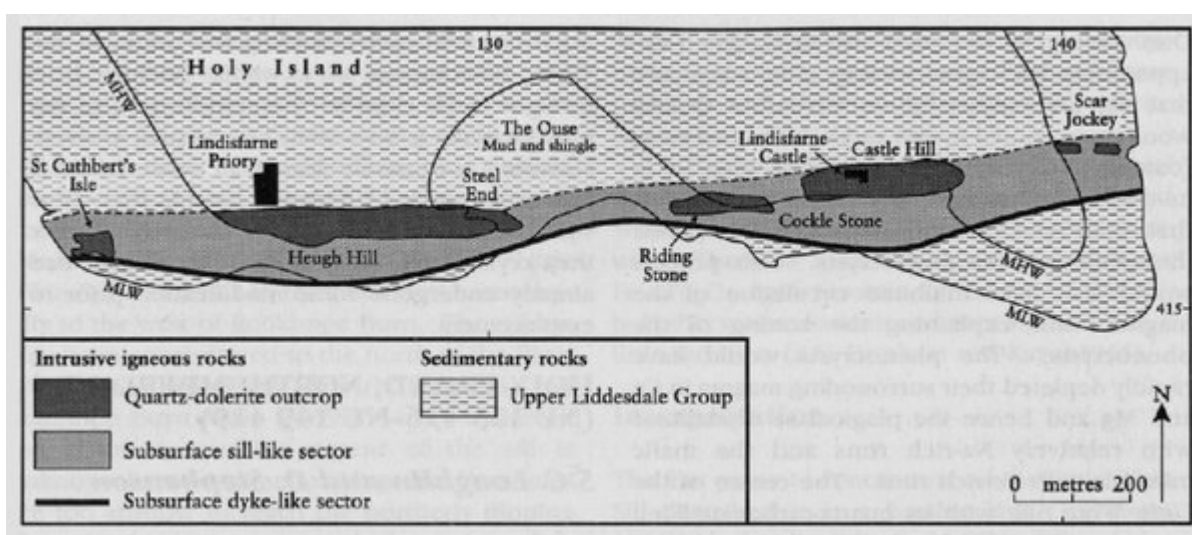 130
140
Holy Island
MHW
Scar
Jockey
The Ouse
Mud and shingle
Lindisfarne
Castle
Castle Hill
Lindisfarne
Priory
St Cuthbert's
Isle
Steel
End
Cockle Stone
Heugh Hill
Riding
Stone
MHW
MLW
MLW
415
Intrusive igneous rocks
Sedimentary rocks
Quartz-dolerite outcrop
Upper Liddesdale Group
Subsurface sill-like sector
Subsurface dyke-like sector
N
0 metres 200